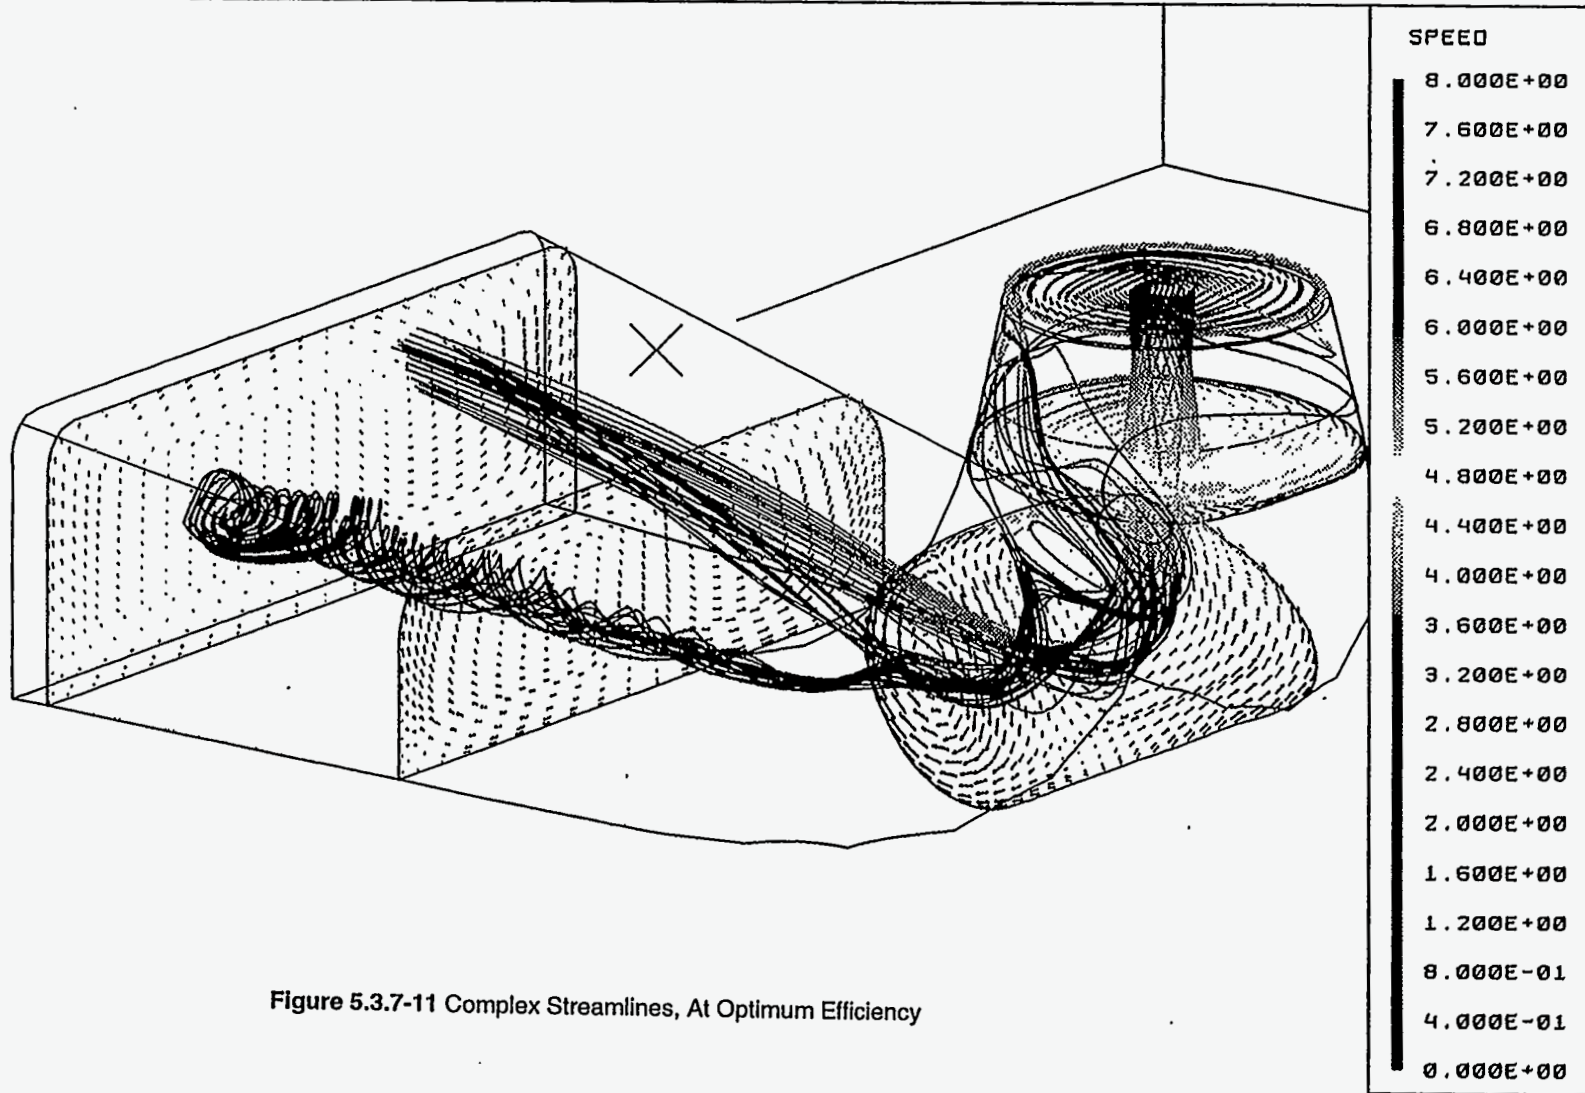 SPEED
8.000E+00
7.600E+00
7.200E+00
6.800E+00
6.400E+00
6.000E+00
5.600E+00
5.200E+00
4.800E+00
4.400E+00
4.000E+00
3.600E+00
3.200E+00
2.800E+00
2.400E+00
2.000E+00
1.600E+00
1.200E+00
8.000E-01
4.000E-01
0.000E+00
Figure 5.3.7-11 Complex Streamlines, At Optimum Efficiency